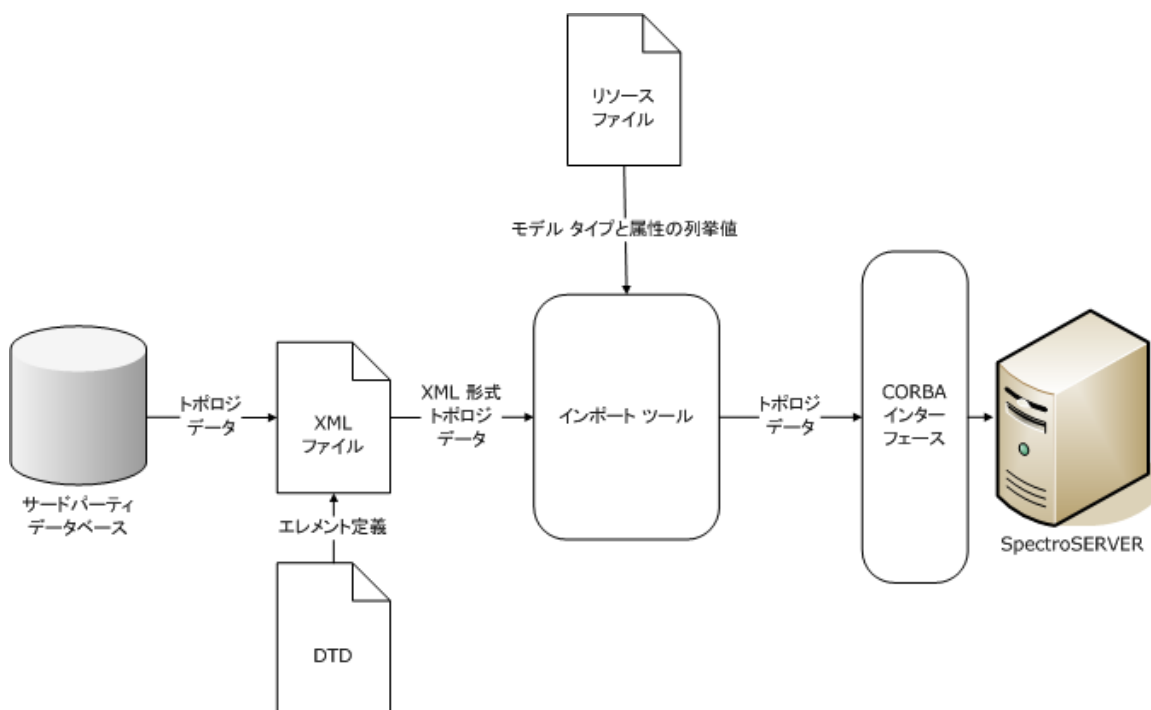 リソース
ファイル
モデル タイプと属性の列挙値
サードパーティ
データベース
トポロジ
データ
XML
ファイル
エレメント定義
DTD
XML 形式
トポロジ
データ
インポート ツール
トポロジ
データ
CORBA
インター
フェース
SpectroSERVER